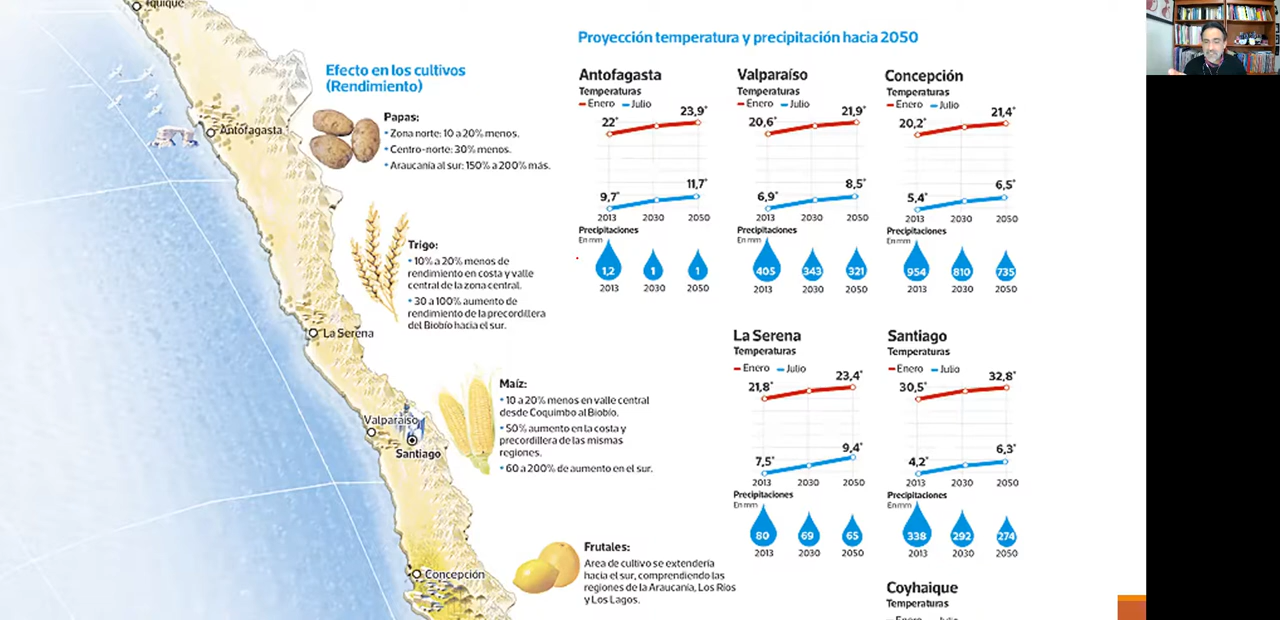 Iquique
Antofagasta
La Serena
Valparaíso
Santiago
Concepción
Efecto en los cultivos
(Rendimiento)
Papas:
• Zona norte: 10 a 20% menos.
• Centro-norte: 30% menos.
• Araucanía al sur: 150% a 200% más.
Trigo:
• 10% a 20% menos de
rendimiento en costa y valle
central de la zona central.
• 30 a 100% aumento de
rendimiento de la precordillera
del Biobío hacia el sur.
Maíz:
• 10 a 20% menos en valle central
desde Coquimbo al Biobío.
• 50% aumento en la costa y
precordillera de las mismas
regiones.
• 60 a 200% de aumento en el sur.
Frutales:
Area de cultivo se extendería
hacia el sur, comprendiendo las
regiones de la Araucanía, Los Ríos
y Los Lagos.
Proyección temperatura y precipitación hacia 2050
Antofagasta
Temperaturas
Enero Julio
22° 23,9°
9,7° 11,7°
2013 2030 2050
Precipitaciones
En mm
1,2 1 1
2013 2030 2050
Valparaíso
Temperaturas
Enero Julio
20,6° 21,9°
6,9° 8,5°
2013 2030 2050
Precipitaciones
En mm
405 343 321
2013 2030 2050
Concepción
Temperaturas
Enero Julio
20,2° 21,4°
5,4° 6,5°
2013 2030 2050
Precipitaciones
En mm
954 810 735
2013 2030 2050
La Serena
Temperaturas
Enero Julio
21,8° 23,4°
7,5° 9,4°
2013 2030 2050
Precipitaciones
En mm
80 69 65
2013 2030 2050
Santiago
Temperaturas
Enero Julio
30,5° 32,8°
4,2° 6,3°
2013 2030 2050
Precipitaciones
En mm
338 292 274
2013 2030 2050
Coyhaique
Temperaturas
Enero Julio